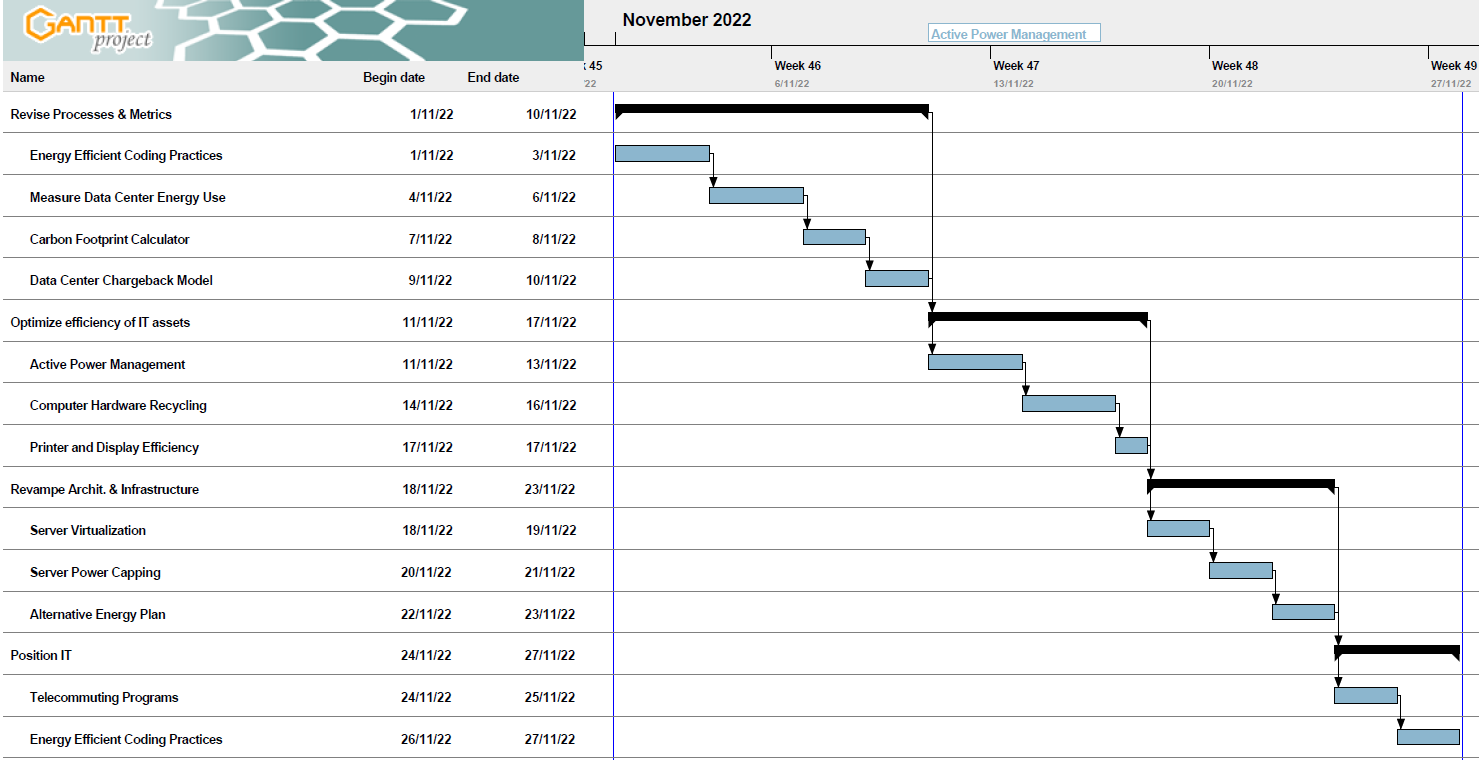 GANTT
project
November 2022
Active Power Management
k 45
Week 46
Week 47
Week 48
Week 49
/22
6/11/22
13/11/22
20/11/22
27/11/22
Name Begin date End date
Revise Processes & Metrics 1/11/22 10/11/22
Energy Efficient Coding Practices 1/11/22 3/11/22
Measure Data Center Energy Use 4/11/22 6/11/22
Carbon Footprint Calculator 7/11/22 8/11/22
Data Center Chargeback Model 9/11/22 10/11/22
Optimize efficiency of IT assets 11/11/22 17/11/22
Active Power Management 11/11/22 13/11/22
Computer Hardware Recycling 14/11/22 16/11/22
Printer and Display Efficiency 17/11/22 17/11/22
Revampe Archit. & Infrastructure 18/11/22 23/11/22
Server Virtualization 18/11/22 19/11/22
Server Power Capping 20/11/22 21/11/22
Alternative Energy Plan 22/11/22 23/11/22
Position IT 24/11/22 27/11/22
Telecommuting Programs 24/11/22 25/11/22
Energy Efficient Coding Practices 26/11/22 27/11/22